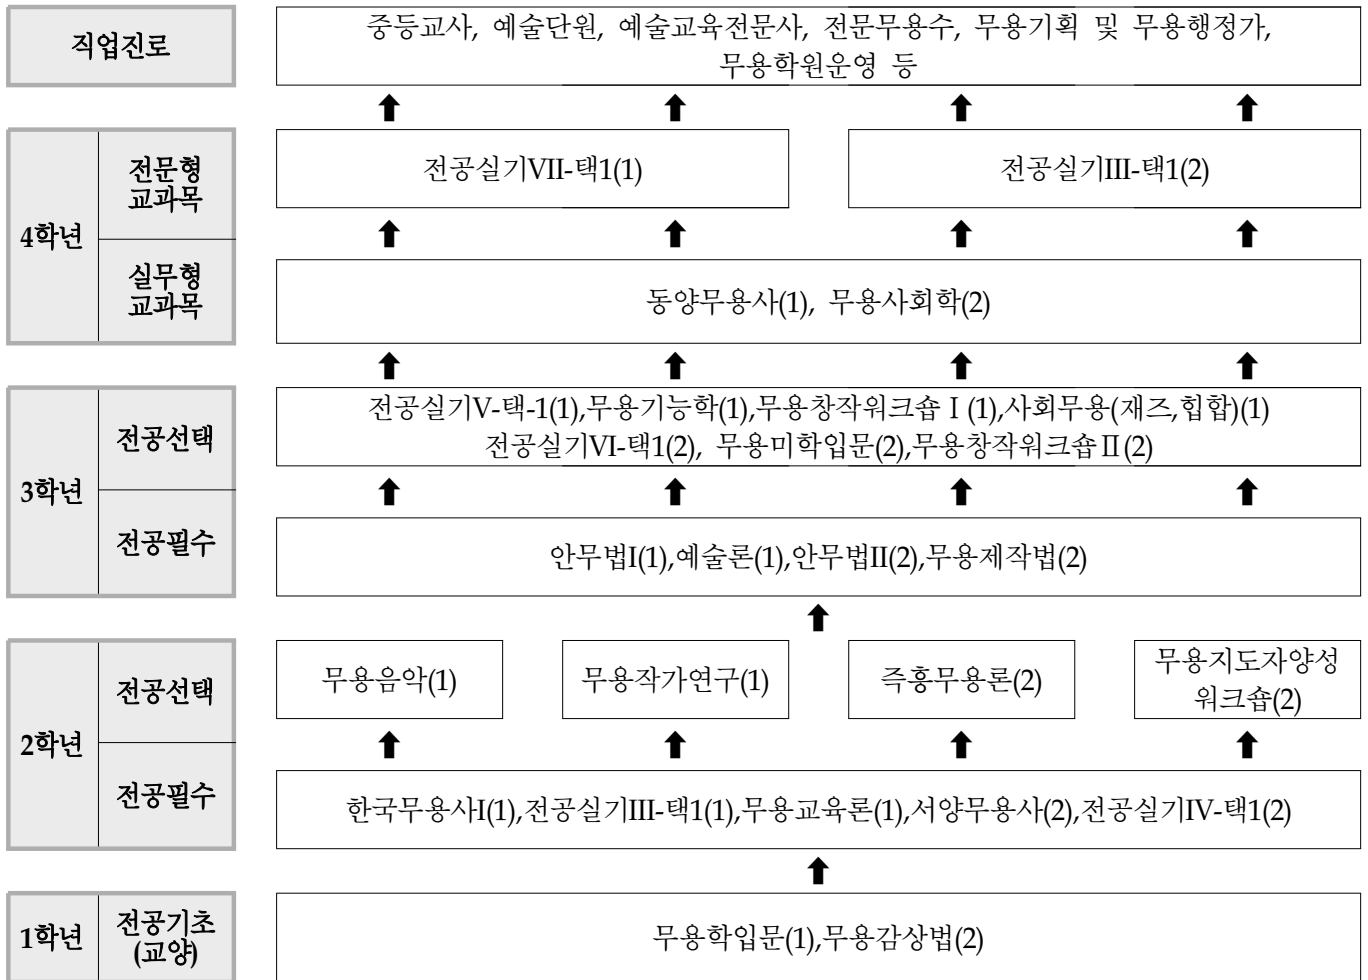 직업진로
중등교사, 예술단원, 예술교육전문사, 전문무용수, 무용기획 및 무용행정가,
무용학원운영 등
4학년
전문형
교과목
전공실기VII-택1(1)
전공실기III-택1(2)
실무형
교과목
동양무용사(1), 무용사회학(2)
3학년
전공선택
전공실기V-택-1(1),무용기능학(1),무용창작워크숍Ⅰ(1),사회무용(재즈,힙합)(1)
전공실기VI-택1(2), 무용미학입문(2),무용창작워크숍Ⅱ(2)
전공필수
안무법I(1),예술론(1),안무법II(2),무용제작법(2)
2학년
전공선택
무용음악(1)
무용작가연구(1)
즉흥무용론(2)
무용지도자양성
워크숍(2)
전공필수
한국무용사I(1),전공실기III-택1(1),무용교육론(1),서양무용사(2),전공실기IV-택1(2)
1학년
전공기초
(교양)
무용학입문(1),무용감상법(2)